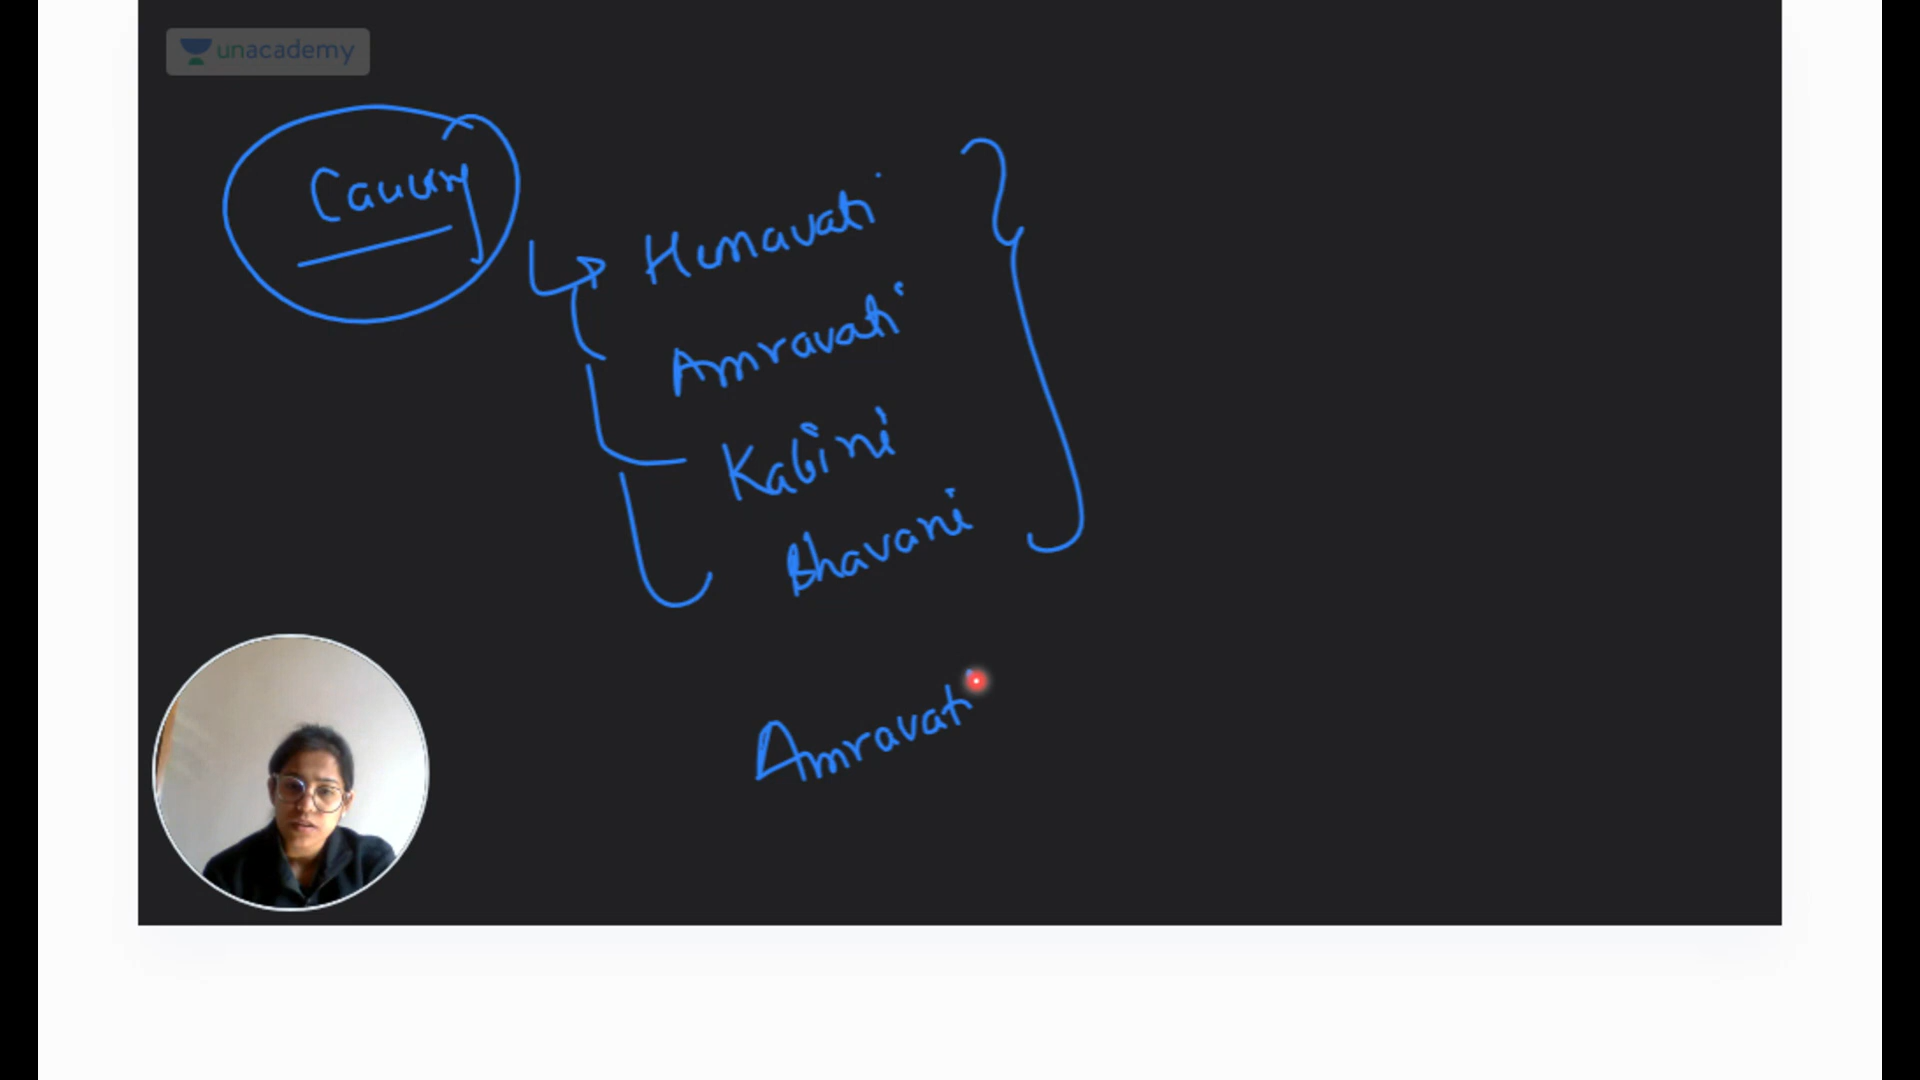 unacademy
Cauvery
Hemavati
Amravati
Kabini
Bhavani
Amravati